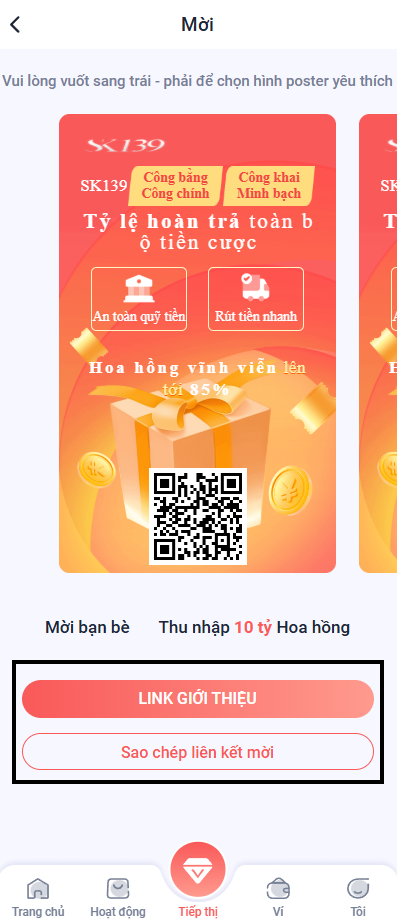 Mời
Vui lòng vuốt sang trái - phải để chọn hình poster yêu thích
SK139
SK139
Công bằng
Công chính
Công khai
Minh bạch
Tỷ lệ hoàn trả toàn b
ộ tiền cược
An toàn quỹ tiền
Rút tiền nhanh
Hoa hồng vĩnh viễn lên
tới 85%
Mời bạn bè
Thu nhập 10 tỷ Hoa hồng
LINK GIỚI THIỆU
Sao chép liên kết mời
Trang chủ
Hoạt động
Tiếp thị
Ví
Tôi